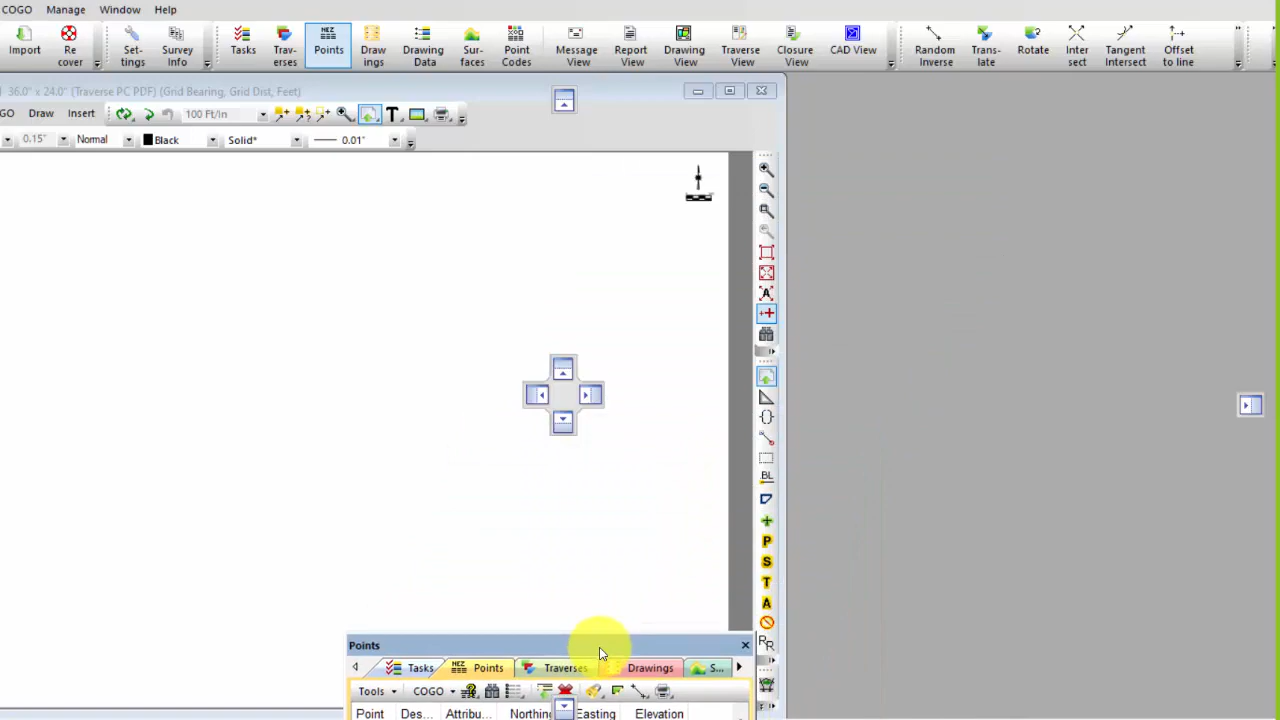 COGO Manage Window Help
Import Re cover Set- tings Survey Info Tasks Trav- erses NEZ Points Draw ings Drawing Data Sur- faces Point Codes Message View Report View Drawing View Traverse View Closure View CAD View Random Inverse Trans- late Rotate Inter sect Tangent Intersect Offset to line
36.0" x 24.0" (Traverse PC PDF) (Grid Bearing, Grid Dist, Feet)
GO Draw Insert 100 Ft/in T
0.15" Normal Black Solid* 0.01"
A
BL
P
S
T
A
R R
Points
Tasks NEZ Points Traverses Drawings S...
Tools COGO
Point Des... Attribu... Northing Easting Elevation